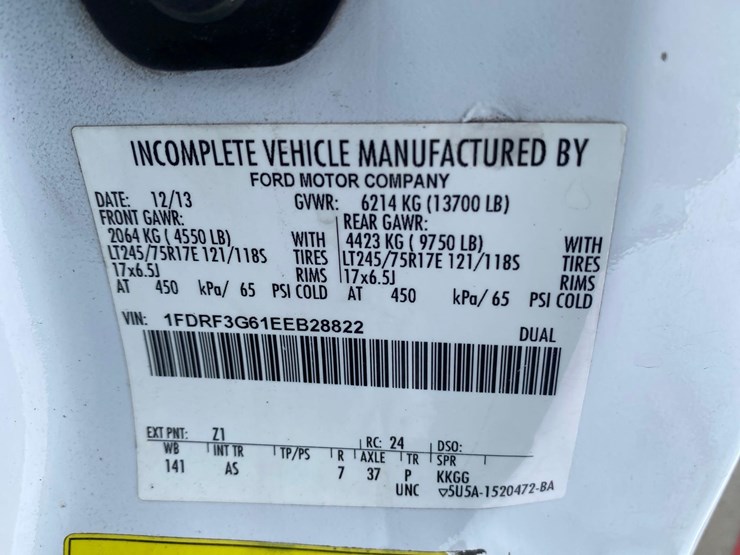 INCOMPLETE VEHICLE MANUFACTURED BY
FORD MOTOR COMPANY
DATE: 12/13 GVWR: 6214 KG (13700 LB)
FRONT GAWR: REAR GAWR:
2064 KG ( 4550 LB) WITH 4423 KG ( 9750 LB) WITH
LT245/75R17E 121/118S TIRES LT245/75R17E 121/118S TIRES
17x6.5J RIMS 17x6.5J RIMS
AT 450 kPa/ 65 PSI COLD AT 450 kPa/ 65 PSI COLD
VIN: 1FDRF3G61EEB28822 DUAL
EXT PNT: Z1 RC: 24 DSO:
WB INT TR TP/PS R AXLE TR SPR
141 AS 7 37 P KKGG
UNC ▽5U5A-1520472-BA